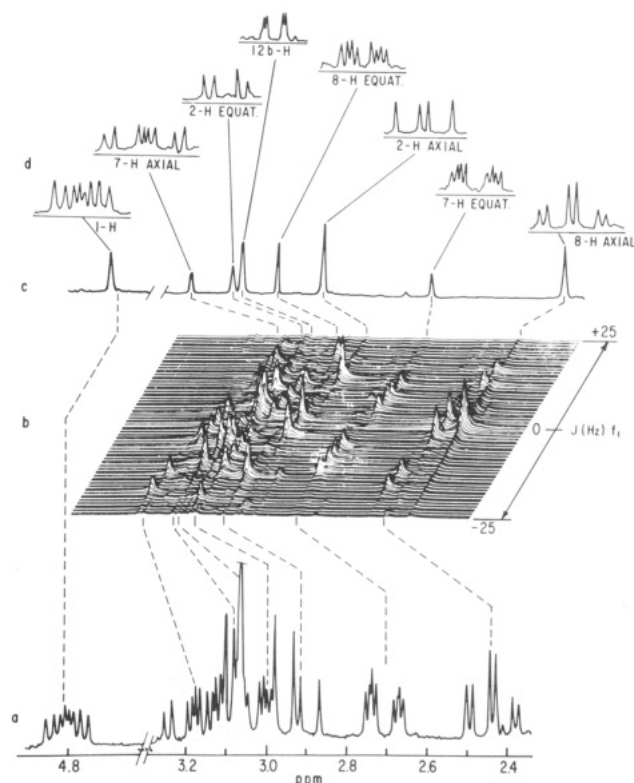 12b-H
8-H EQUAT.
2-H EQUAT.
2-H AXIAL
7-H AXIAL
d
7-H EQUAT.
1-H
8-H AXIAL
c
+25
b
0
J (Hz) f₁
-25
a
4.8 3.2 3.0 2.8 2.6 2.4
ppm